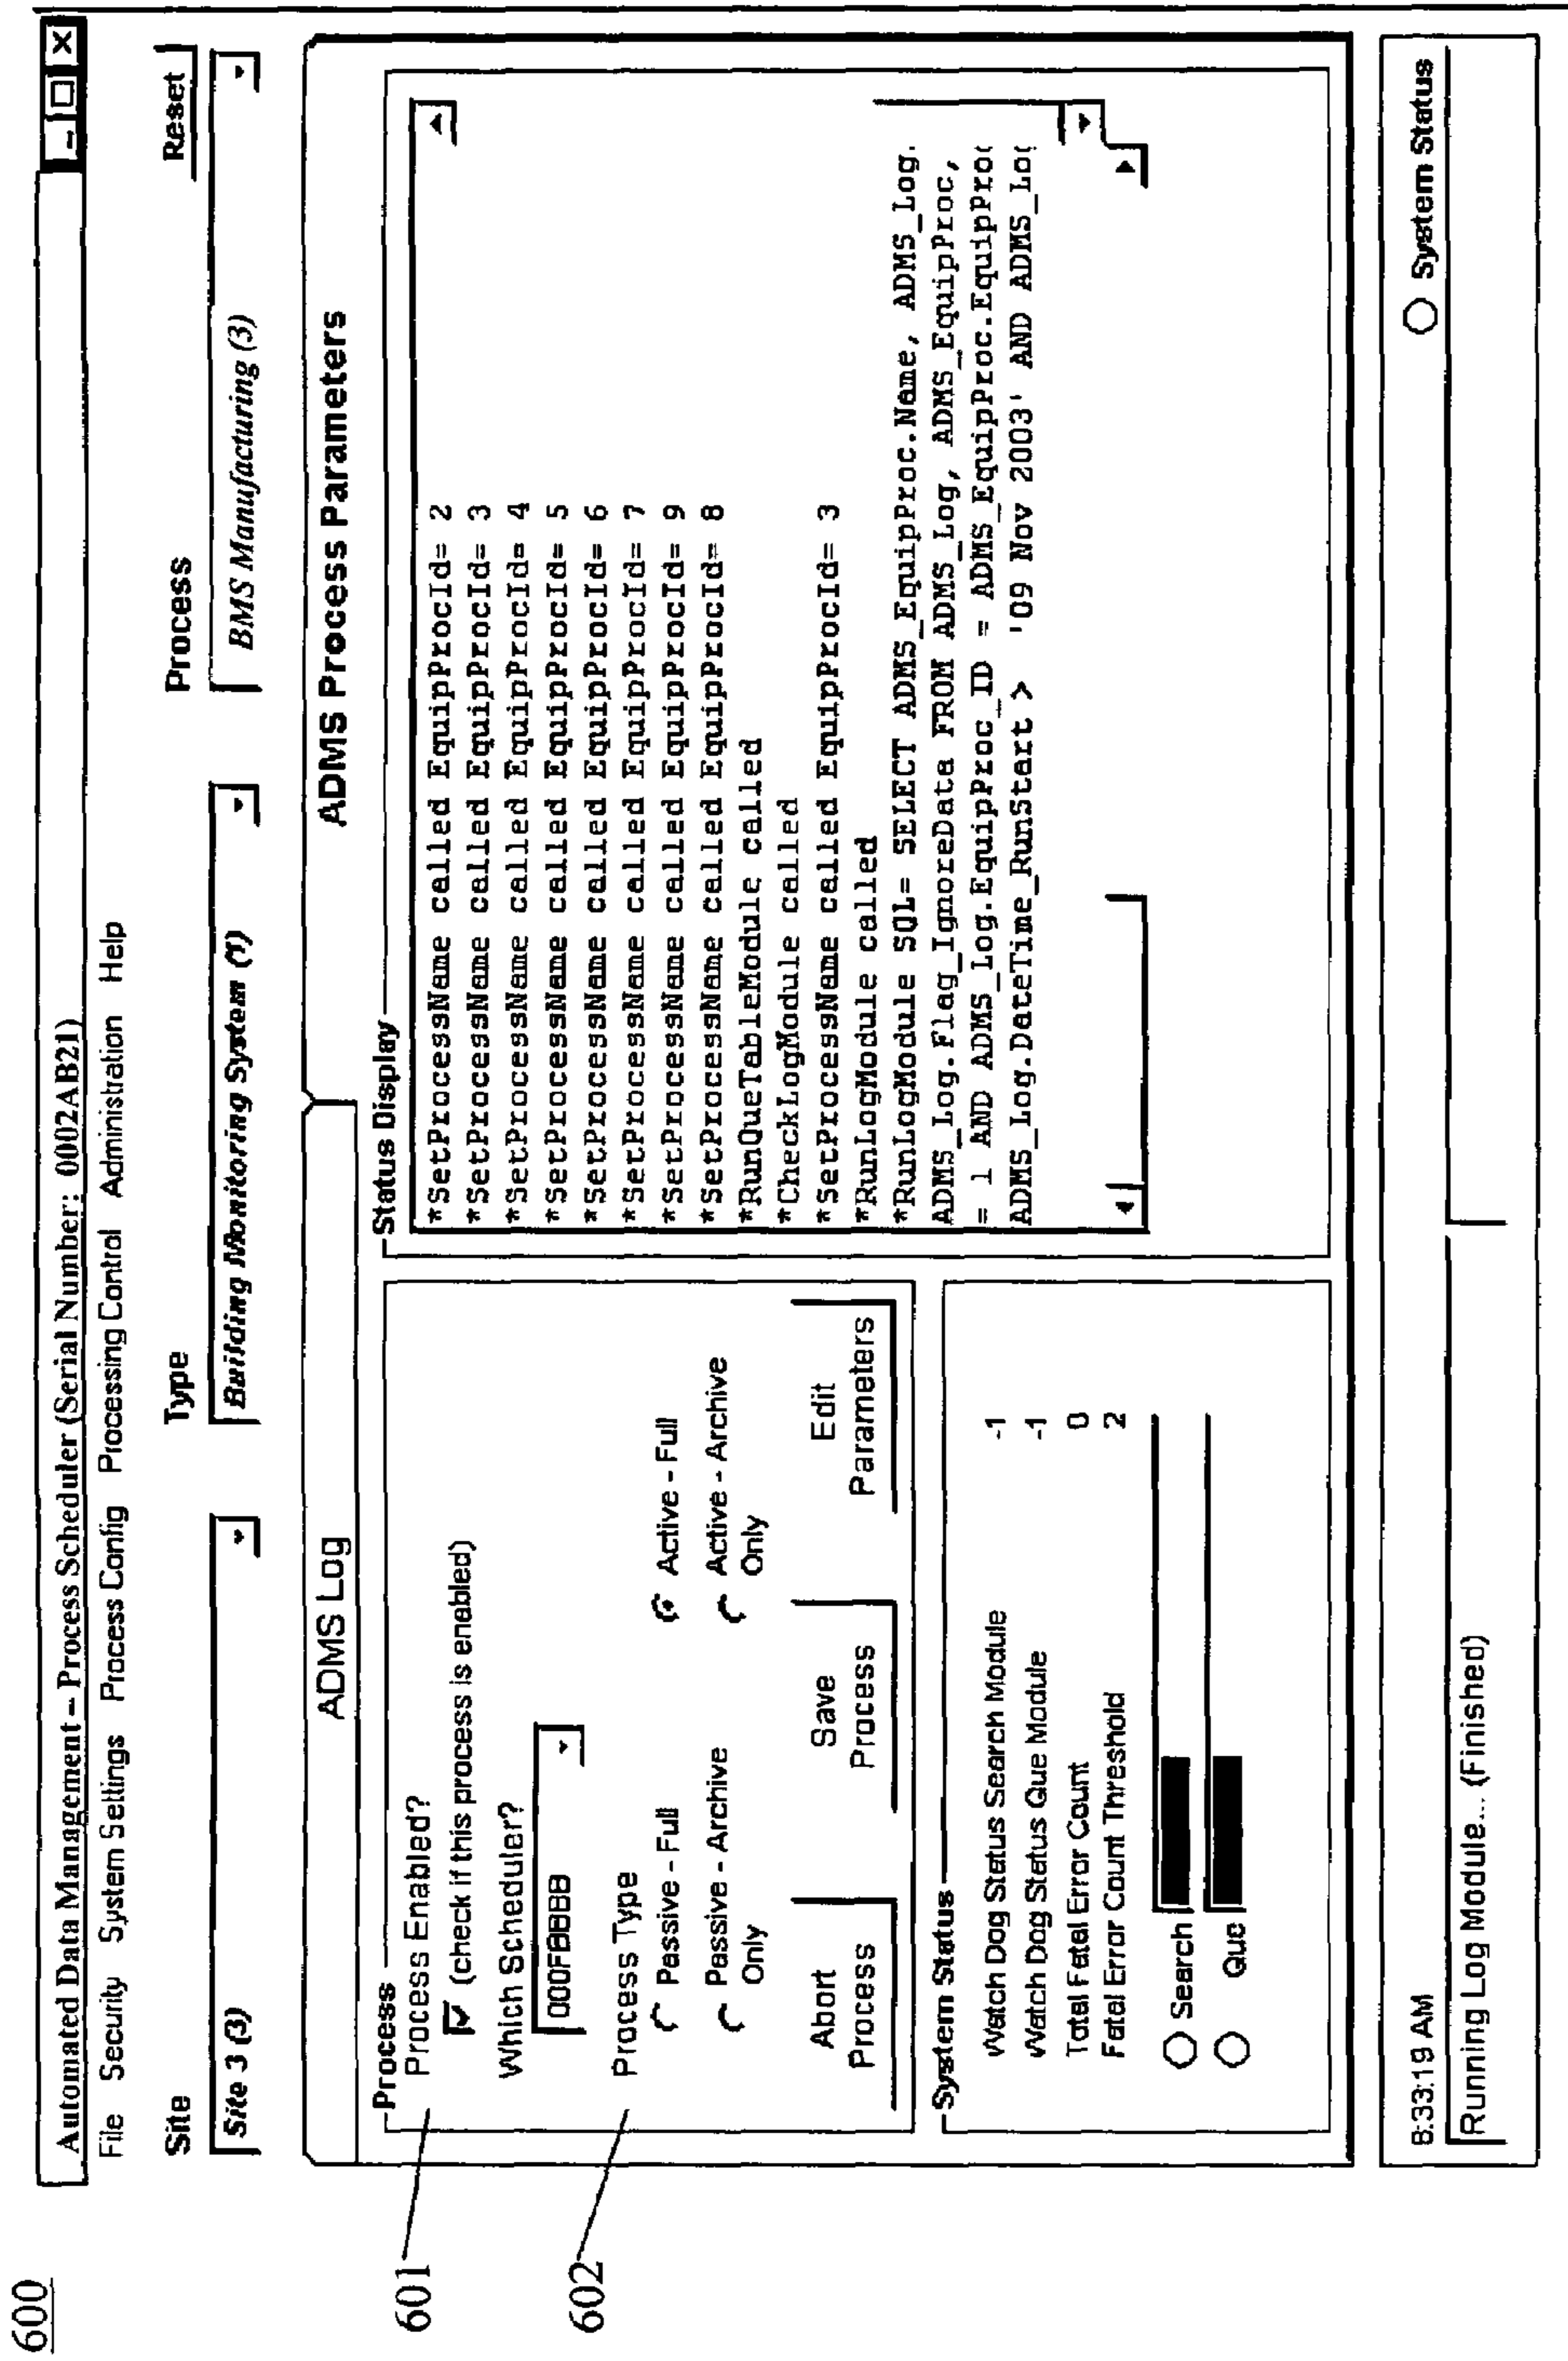 600
Automated Data Management – Process Scheduler (Serial Number: 0002AB21)
File Security System Settings Process Config Processing Control Administration Help
Site Type Process Reset
Site 3 (3) Building Monitoring System (1) BMS Manufacturing (3)
ADMS Log ADMS Process Parameters
601
Process
Process Enabled?
(check if this process is enabled)
Which Scheduler?
000FBBBB
602
Process Type
Passive - Full Active - Full
Passive - Archive Only Active - Archive Only
Abort Process Save Process Edit Parameters
System Status
Watch Dog Status Search Module -1
Watch Dog Status Que Module -1
Total Fatal Error Count 0
Fatal Error Count Threshold 2
Search
Que
Status Display
*SetProcessName called EquipProcId= 2
*SetProcessName called EquipProcId= 3
*SetProcessName called EquipProcId= 4
*SetProcessName called EquipProcId= 5
*SetProcessName called EquipProcId= 6
*SetProcessName called EquipProcId= 7
*SetProcessName called EquipProcId= 9
*SetProcessName called EquipProcId= 8
*RunQueTableModule called
*CheckLogModule called
*SetProcessName called EquipProcId= 3
*RunLogModule called
*RunLogModule SQL= SELECT ADMS_EquipProc.Name, ADMS_Log.
ADMS_Log.Flag_IgnoreData FROM ADMS_Log, ADMS_EquipProc,
= 1 AND ADMS_Log.EquipProc_ID = ADMS_EquipProc.EquipProc
ADMS_Log.DateTime_RunStart > '09 Nov 2003' AND ADMS_Log
8:33:19 AM System Status
Running Log Module... (Finished)